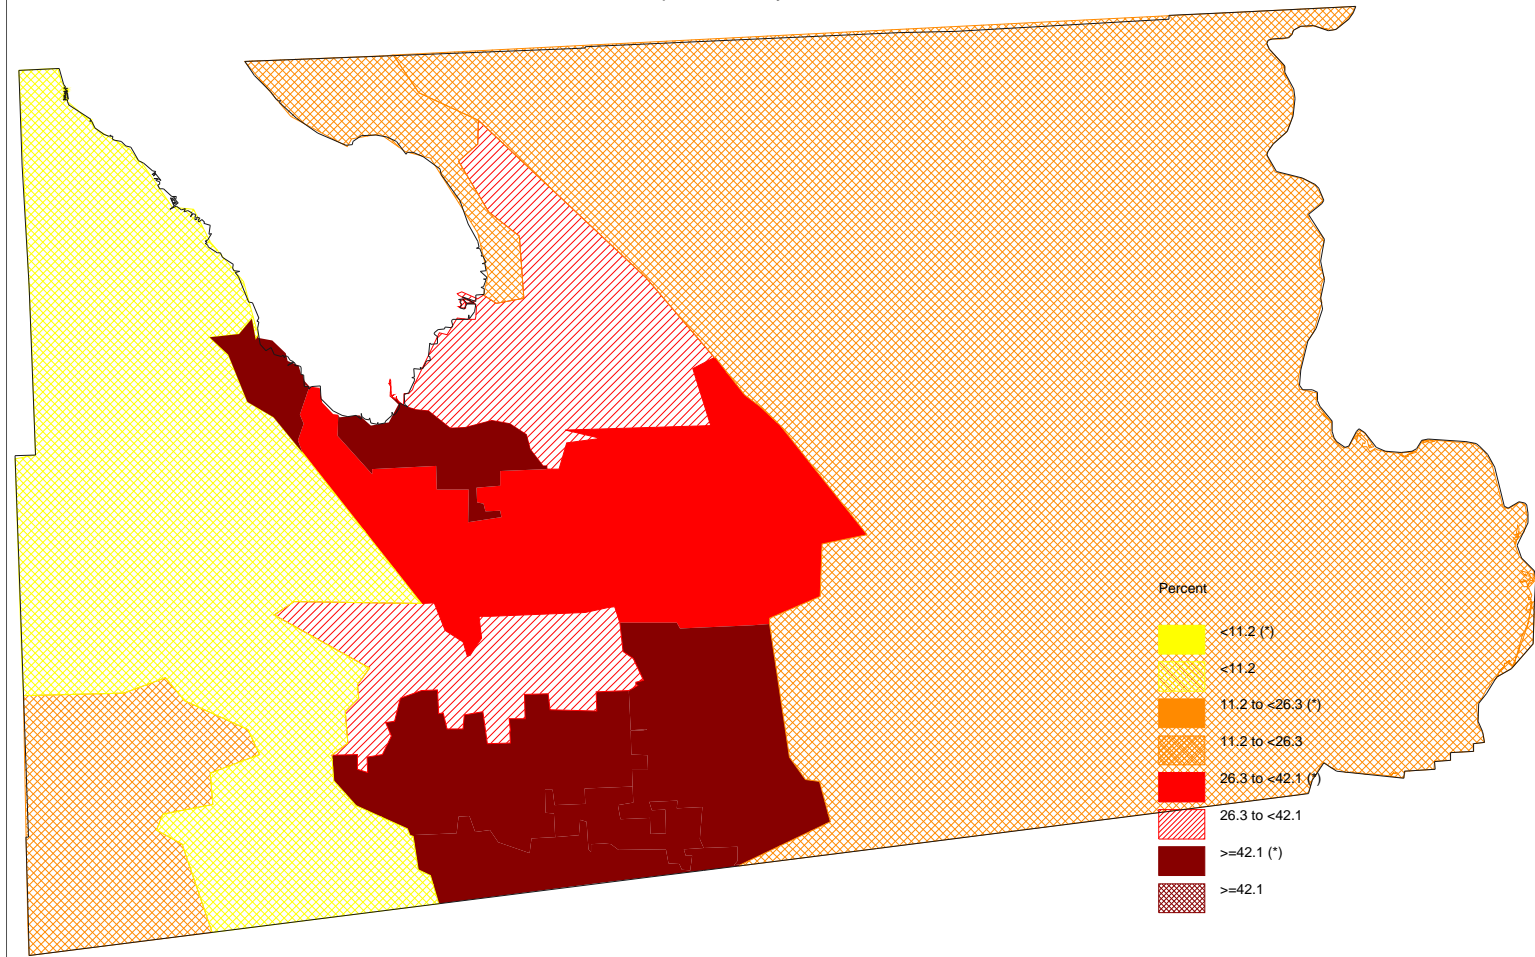 Percent
<11.2 (*)
<11.2
11.2 to <26.3 (*)
11.2 to <26.3
26.3 to <42.1 (*)
26.3 to <42.1
>=42.1 (*)
>=42.1